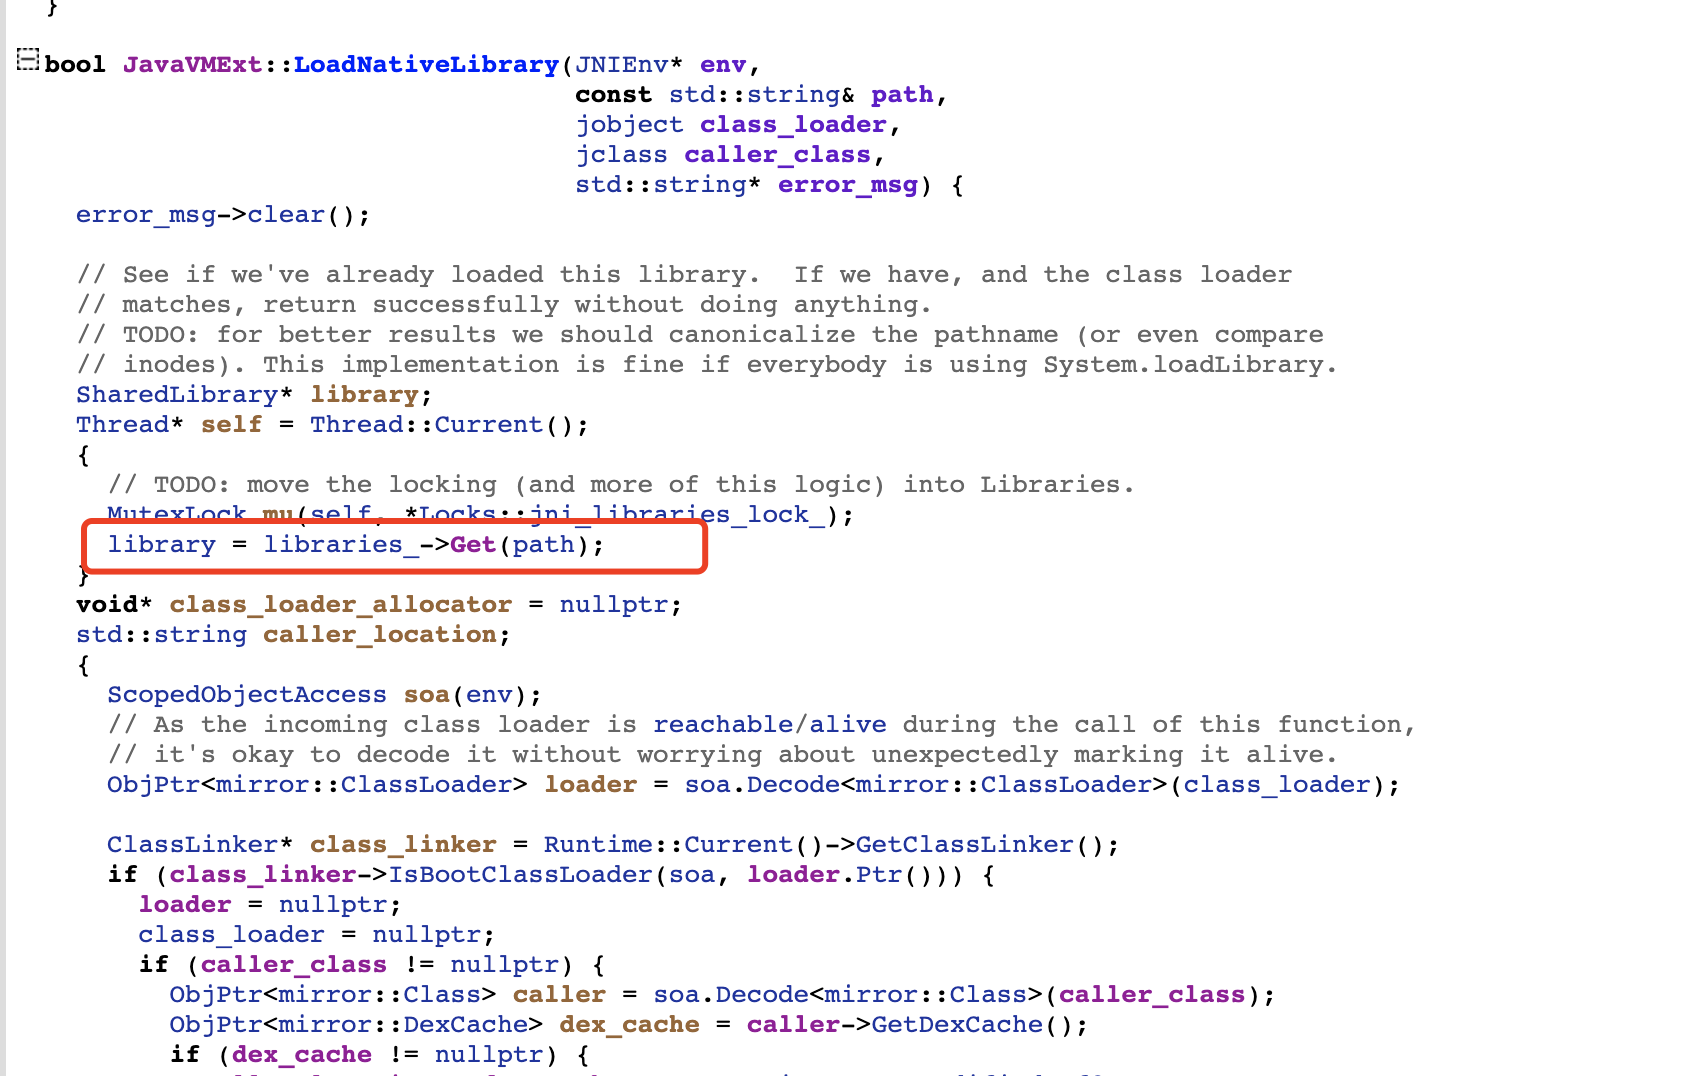 }
bool JavaVMExt::LoadNativeLibrary(JNIEnv* env,
const std::string& path,
jobject class_loader,
jclass caller_class,
std::string* error_msg) {
error_msg->clear();
// See if we've already loaded this library.  If we have, and the class loader
// matches, return successfully without doing anything.
// TODO: for better results we should canonicalize the pathname (or even compare
// inodes). This implementation is fine if everybody is using System.loadLibrary.
SharedLibrary* library;
Thread* self = Thread::Current();
{
// TODO: move the locking (and more of this logic) into Libraries.
MutexLock mu(self, *Locks::jni_libraries_lock_);
library = libraries_->Get(path);
}
void* class_loader_allocator = nullptr;
std::string caller_location;
{
ScopedObjectAccess soa(env);
// As the incoming class loader is reachable/alive during the call of this function,
// it's okay to decode it without worrying about unexpectedly marking it alive.
ObjPtr<mirror::ClassLoader> loader = soa.Decode<mirror::ClassLoader>(class_loader);
ClassLinker* class_linker = Runtime::Current()->GetClassLinker();
if (class_linker->IsBootClassLoader(soa, loader.Ptr())) {
loader = nullptr;
class_loader = nullptr;
if (caller_class != nullptr) {
ObjPtr<mirror::Class> caller = soa.Decode<mirror::Class>(caller_class);
ObjPtr<mirror::DexCache> dex_cache = caller->GetDexCache();
if (dex_cache != nullptr) {